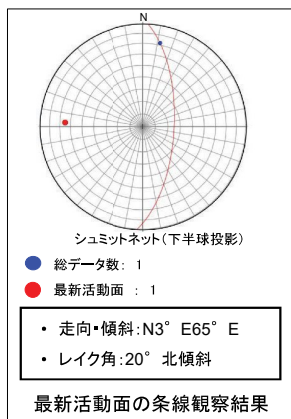 N
シュミットネット(下半球投影)
総データ数: 1
最新活動面 : 1
・ 走向・傾斜:N3° E65° E
・ レイク角:20° 北傾斜
最新活動面の条線観察結果